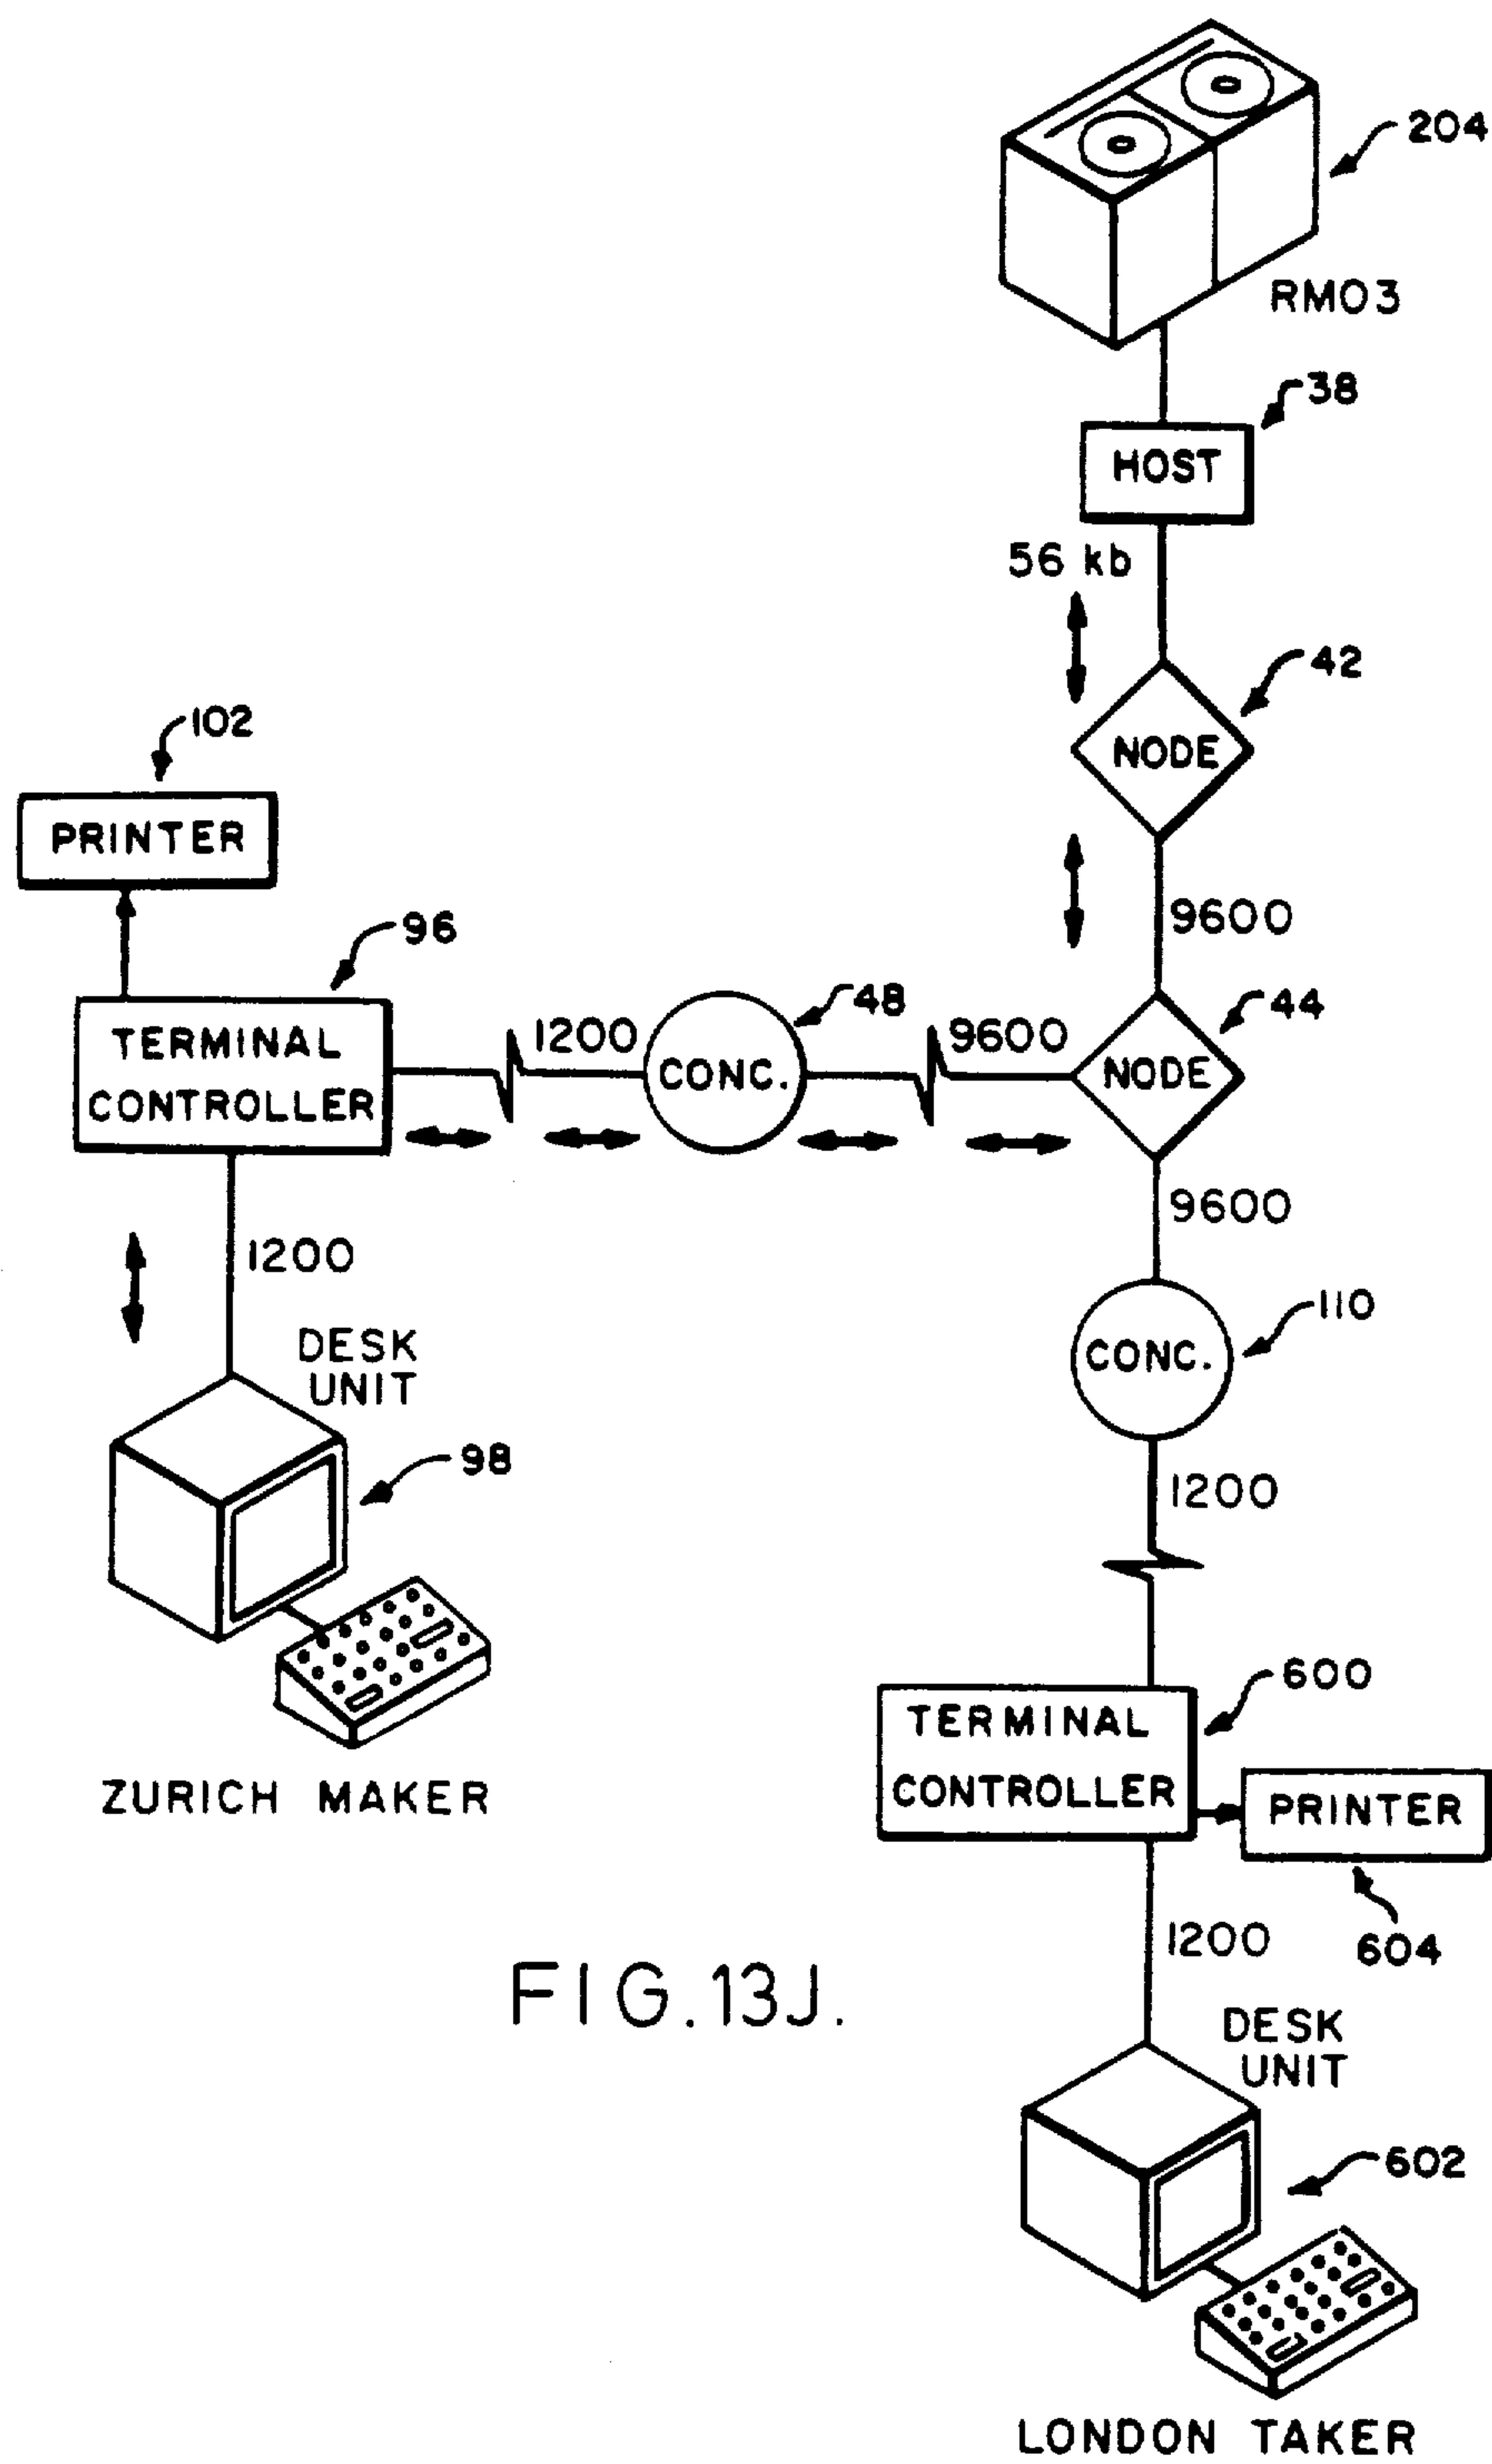 204
RM03
38
HOST
56 kb
42
NODE
102
PRINTER
9600
96
48
44
TERMINAL
CONTROLLER
1200
CONC.
9600
NODE
9600
1200
110
CONC.
DESK
UNIT
98
1200
ZURICH MAKER
600
TERMINAL
CONTROLLER
PRINTER
604
1200
FIG.13J.
DESK
UNIT
602
LONDON TAKER